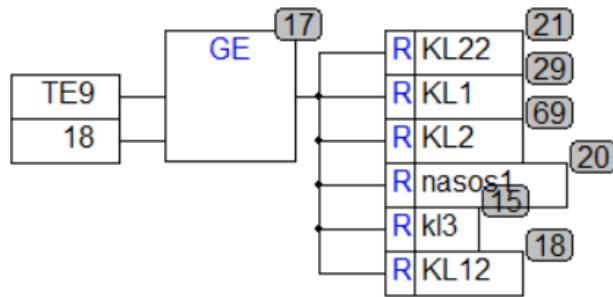 17
GE
TE9
18
21
R KL22
29
R KL1
69
R KL2
20
R nasos1
15
R kl3
18
R KL12